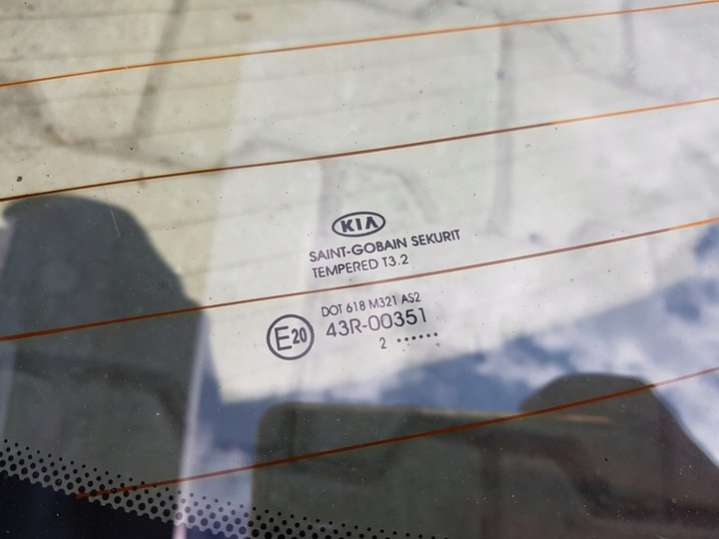 KIA
SAINT-GOBAIN SEKURIT
TEMPERED T3.2
DOT 618 M321 AS2
E20 43R-00351
2 ••••••